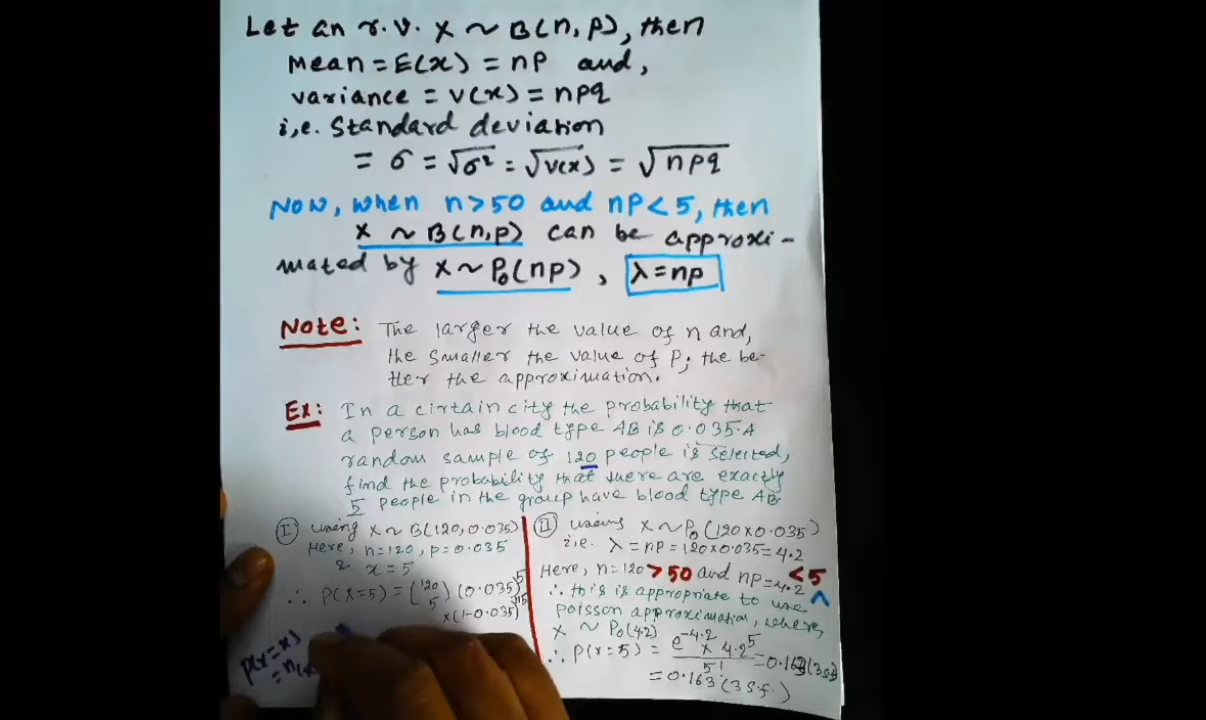 Let an r.v. X ~ B(n, p), then
Mean = E(x) = np and,
variance = V(x) = npq
i,e. Standard deviation
= σ = √σ² = √V(x) = √npq
Now, when n>50 and np<5, then
X ~ B(n,p) can be approxi-
mated by X ~ Po(np), λ=np
Note: The larger the value of n and,
the smaller the value of p; the be-
tter the approximation.
Ex: In a cirtain city the probability that
a person has blood type AB is 0.035. A
random sample of 120 people is selected,
find the probability that there are exactly
5 people in the group have blood type AB.
I using X ~ B(120, 0.035)
Here, n=120, p=0.035
& x=5
∴ P(X=5) = (120 5) (0.035)^5
×(1-0.035)^115
P(X=x)
II using X ~ Po(120×0.035)
i.e. λ = np = 120×0.035 = 4.2
Here, n=120 >50 and np=4.2 <5
∴ this is appropriate to use
poisson approximation, where,
X ~ Po(4.2)
∴ P(X=5) = e^-4.2 × 4.2^5 / 5! = 0.163 (3sf)
= 0.163 (3 s.f.)